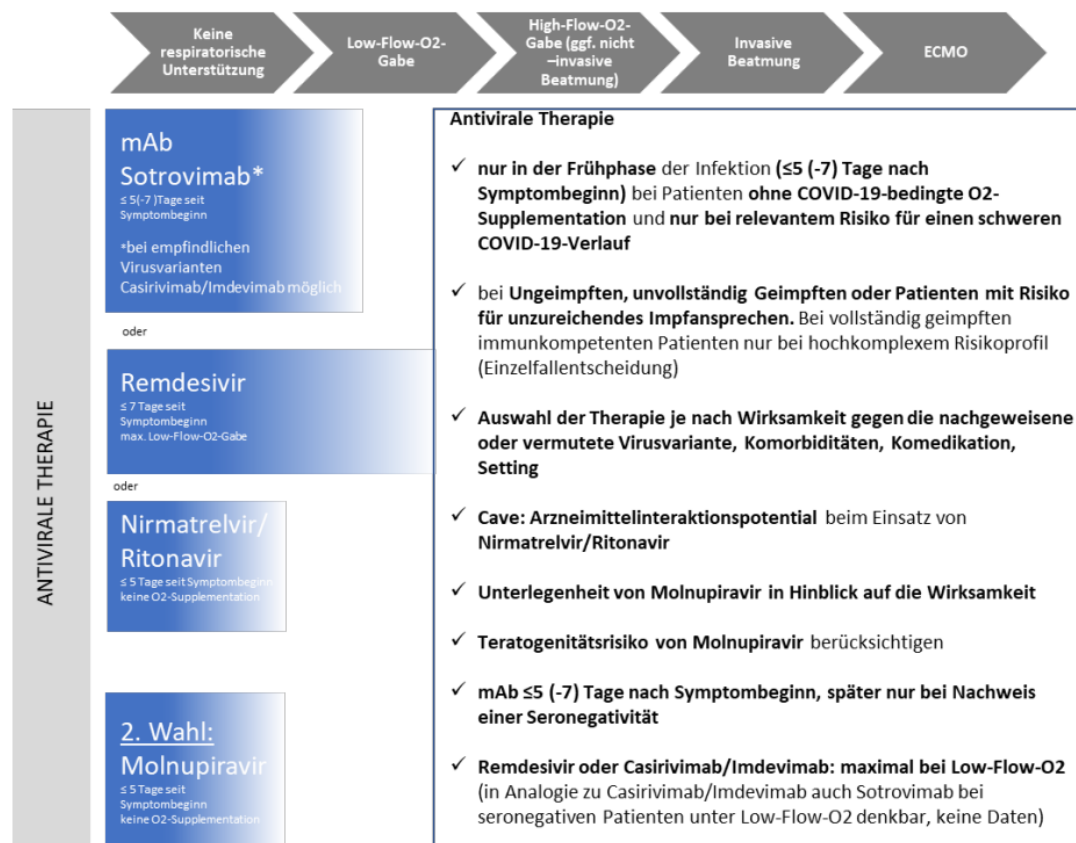 Keine
respiratorische
Unterstützung
Low-Flow-O2-
Gabe
High-Flow-O2-
Gabe (ggf. nicht
–invasive
Beatmung)
Invasive
Beatmung
ECMO
ANTIVIRALE THERAPIE
mAb
Sotrovimab*
≤ 5(-7 )Tage seit
Symptombeginn
*bei empfindlichen
Virusvarianten
Casirivimab/Imdevimab möglich
oder
Remdesivir
≤ 7 Tage seit
Symptombeginn
max. Low-Flow-O2-Gabe
oder
Nirmatrelvir/
Ritonavir
≤ 5 Tage seit Symptombeginn
keine O2-Supplementation
2. Wahl:
Molnupiravir
≤ 5 Tage seit
Symptombeginn
keine O2-Supplementation
Antivirale Therapie
✓ nur in der Frühphase der Infektion (≤5 (-7) Tage nach
Symptombeginn) bei Patienten ohne COVID-19-bedingte O2-
Supplementation und nur bei relevantem Risiko für einen schweren
COVID-19-Verlauf
✓ bei Ungeimpften, unvollständig Geimpften oder Patienten mit Risiko
für unzureichendes Impfansprechen. Bei vollständig geimpften
immunkompetenten Patienten nur bei hochkomplexem Risikoprofil
(Einzelfallentscheidung)
✓ Auswahl der Therapie je nach Wirksamkeit gegen die nachgeweisene
oder vermutete Virusvariante, Komorbiditäten, Komedikation,
Setting
✓ Cave: Arzneimittelinteraktionspotential beim Einsatz von
Nirmatrelvir/Ritonavir
✓ Unterlegenheit von Molnupiravir in Hinblick auf die Wirksamkeit
✓ Teratogenitätsrisiko von Molnupiravir berücksichtigen
✓ mAb ≤5 (-7) Tage nach Symptombeginn, später nur bei Nachweis
einer Seronegativität
✓ Remdesivir oder Casirivimab/Imdevimab: maximal bei Low-Flow-O2
(in Analogie zu Casirivimab/Imdevimab auch Sotrovimab bei
seronegativen Patienten unter Low-Flow-O2 denkbar, keine Daten)